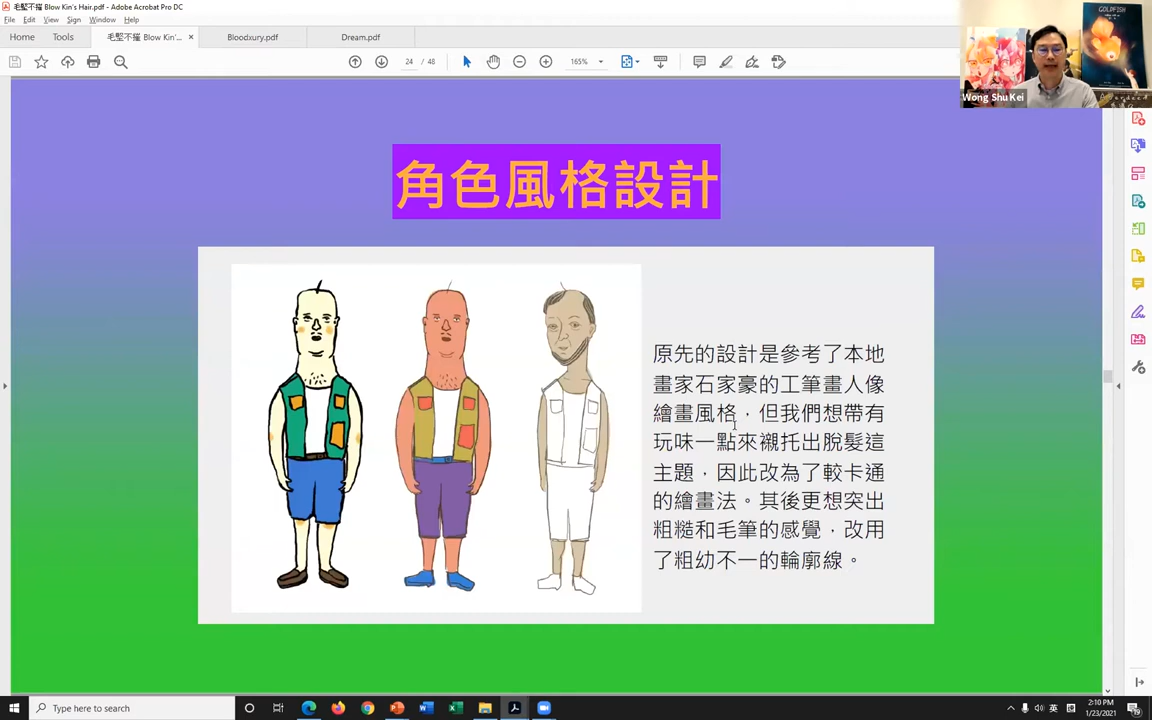 毛堅不摧 Blow Kin's Hair.pdf - Adobe Acrobat Pro DC
File Edit View Sign Window Help
Home Tools 毛堅不摧 Blow Kin'... × Bloodxury.pdf Dream.pdf
24 / 48 165%
GOLDFISH
Wong Shu Kei
角色風格設計
原先的設計是參考了本地
畫家石家豪的工筆畫人像
繪畫風格，但我們想帶有
玩味一點來襯托出脫髮這
主題，因此改為了較卡通
的繪畫法。其後更想突出
粗糙和毛筆的感覺，改用
了粗幼不一的輪廓線。
Type here to search
英
2:10 PM
1/23/2021